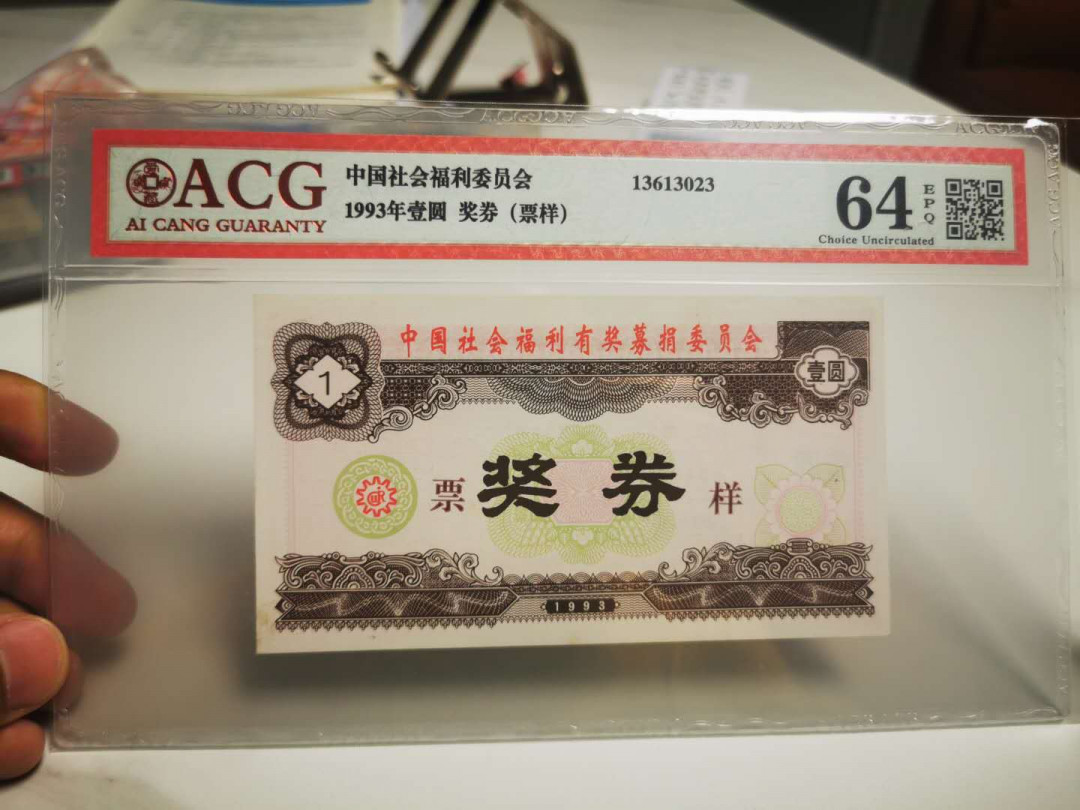 ACG
AI CANG GUARANTY
中国社会福利委员会
1993年壹圆 奖券（票样）
13613023
64
EPQ
Choice Uncirculated
中国社会福利有奖募捐委员会
1
壹圆
票 奖券 样
1993